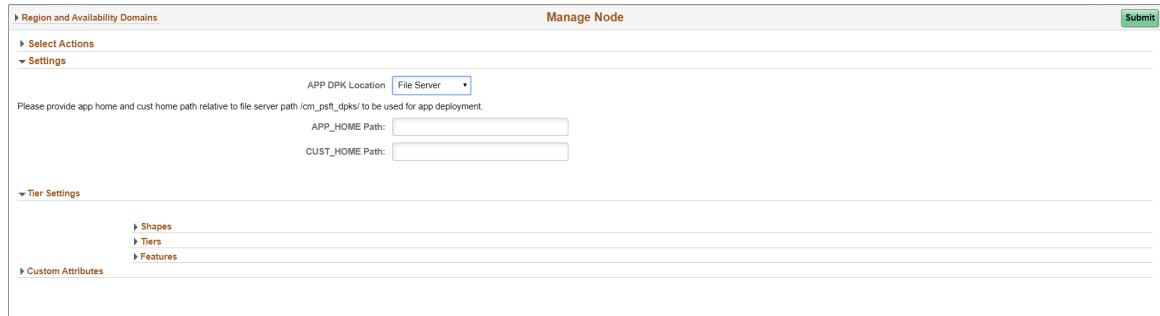 Region and Availability Domains Manage Node Submit
Select Actions
Settings
APP DPK Location File Server
Please provide app home and cust home path relative to file server path /cm_psft_dpks/ to be used for app deployment.
APP_HOME Path:
CUST_HOME Path:
Tier Settings
Shapes
Tiers
Features
Custom Attributes